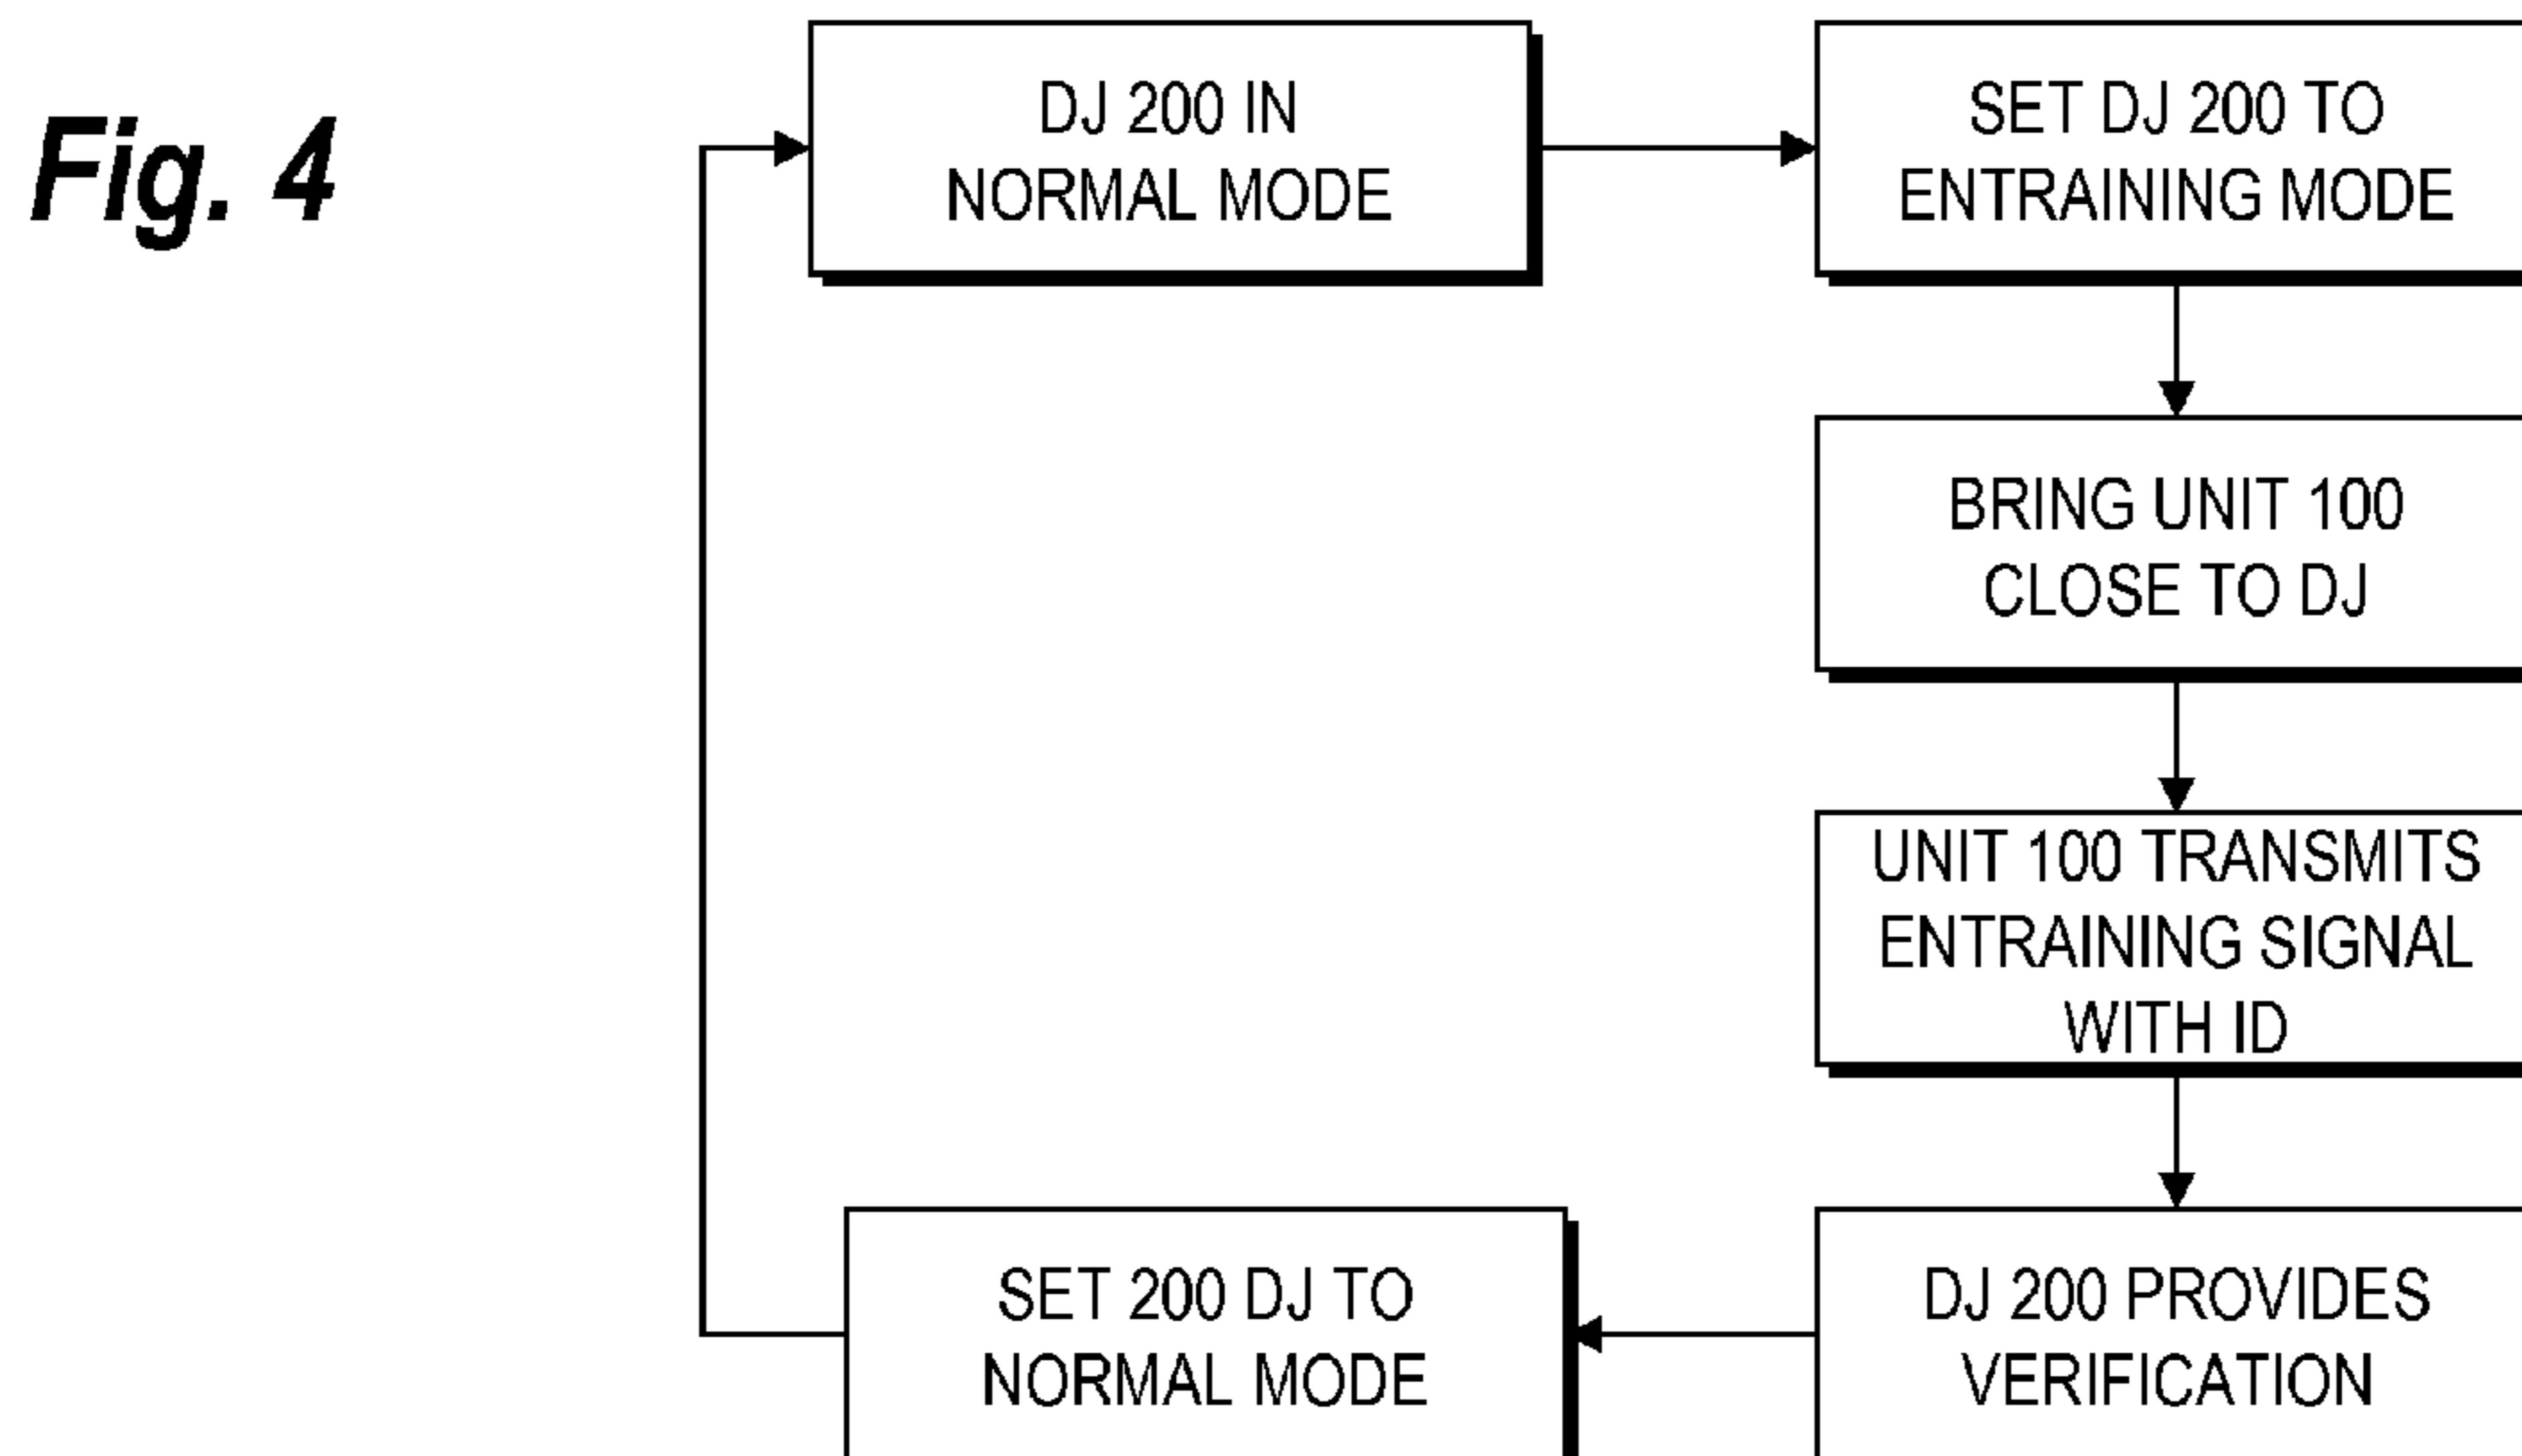 Fig. 4
DJ 200 IN
NORMAL MODE
SET DJ 200 TO
ENTRAINING MODE
BRING UNIT 100
CLOSE TO DJ
UNIT 100 TRANSMITS
ENTRAINING SIGNAL
WITH ID
DJ 200 PROVIDES
VERIFICATION
SET 200 DJ TO
NORMAL MODE